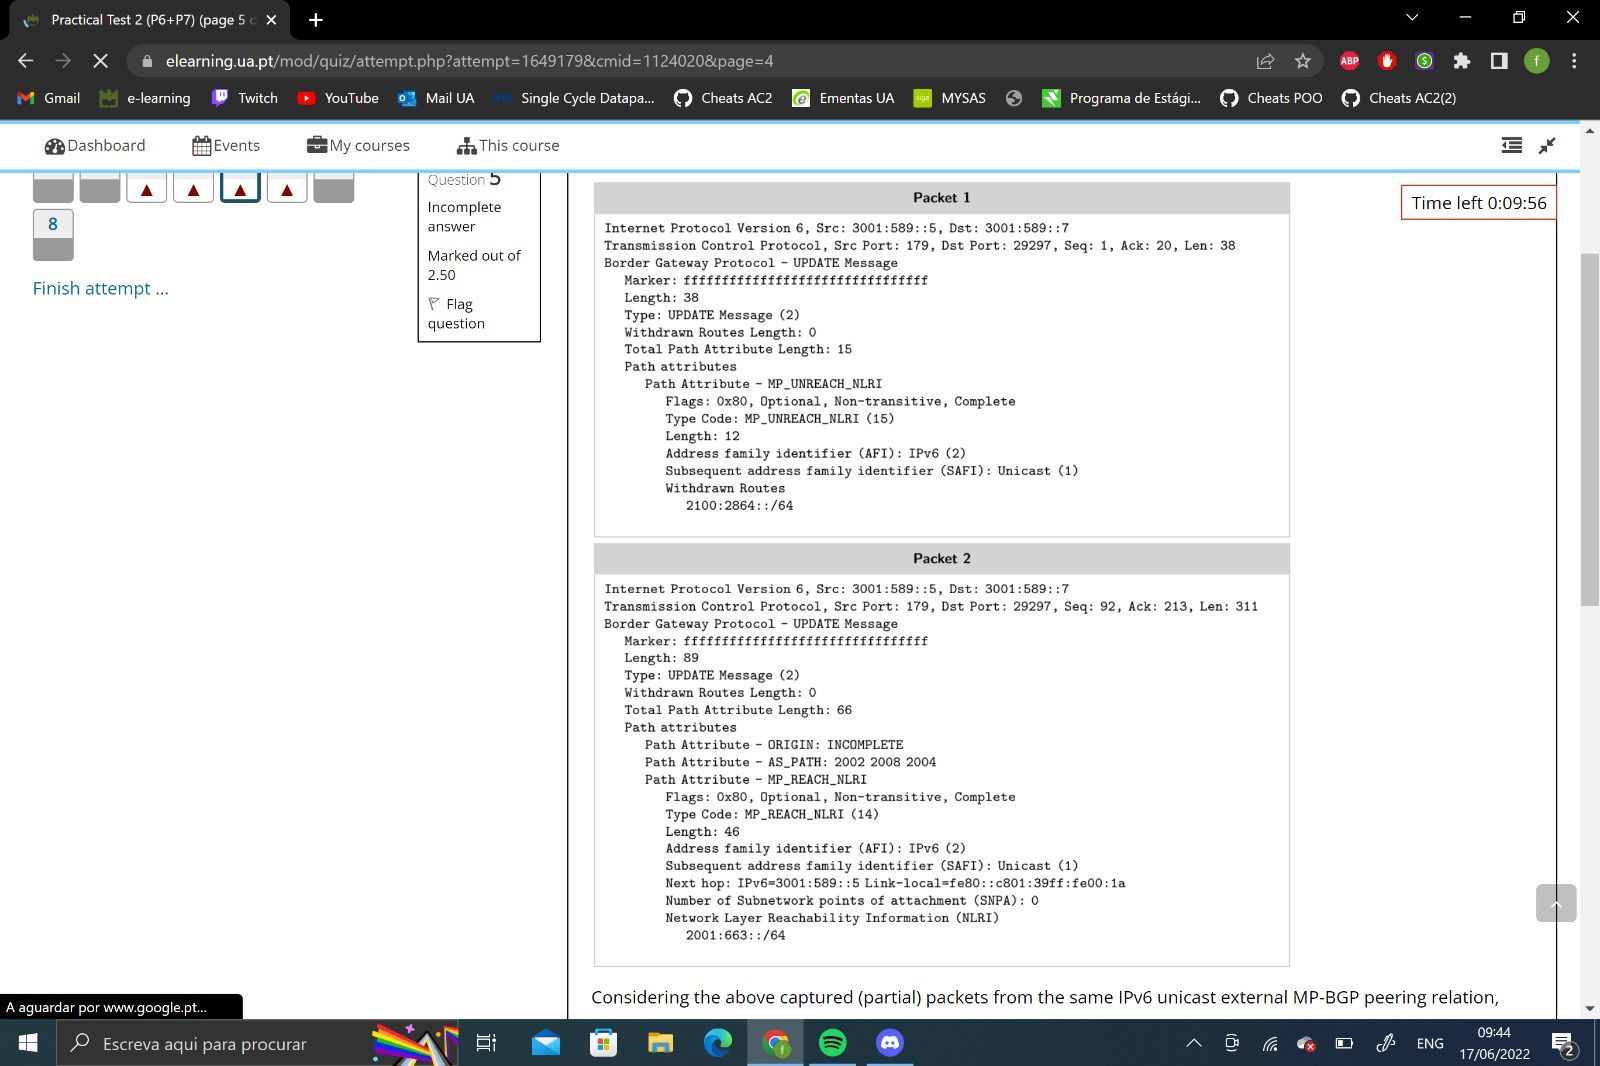 Practical Test 2 (P6+P7) (page 5 o
elearning.ua.pt/mod/quiz/attempt.php?attempt=1649179&cmid=1124020&page=4
ABP
f
Gmail
e-learning
Twitch
YouTube
Mail UA
Single Cycle Datapa...
Cheats AC2
Ementas UA
MYSAS
Programa de Estági...
Cheats POO
Cheats AC2(2)
Dashboard
Events
My courses
This course
8
Finish attempt ...
Question 5
Incomplete
answer
Marked out of
2.50
Flag
question
Time left 0:09:56
Packet 1
Internet Protocol Version 6, Src: 3001:589::5, Dst: 3001:589::7
Transmission Control Protocol, Src Port: 179, Dst Port: 29297, Seq: 1, Ack: 20, Len: 38
Border Gateway Protocol - UPDATE Message
Marker: ffffffffffffffffffffffffffffffff
Length: 38
Type: UPDATE Message (2)
Withdrawn Routes Length: 0
Total Path Attribute Length: 15
Path attributes
Path Attribute - MP_UNREACH_NLRI
Flags: 0x80, Optional, Non-transitive, Complete
Type Code: MP_UNREACH_NLRI (15)
Length: 12
Address family identifier (AFI): IPv6 (2)
Subsequent address family identifier (SAFI): Unicast (1)
Withdrawn Routes
2100:2864::/64
Packet 2
Internet Protocol Version 6, Src: 3001:589::5, Dst: 3001:589::7
Transmission Control Protocol, Src Port: 179, Dst Port: 29297, Seq: 92, Ack: 213, Len: 311
Border Gateway Protocol - UPDATE Message
Marker: ffffffffffffffffffffffffffffffff
Length: 89
Type: UPDATE Message (2)
Withdrawn Routes Length: 0
Total Path Attribute Length: 66
Path attributes
Path Attribute - ORIGIN: INCOMPLETE
Path Attribute - AS_PATH: 2002 2008 2004
Path Attribute - MP_REACH_NLRI
Flags: 0x80, Optional, Non-transitive, Complete
Type Code: MP_REACH_NLRI (14)
Length: 46
Address family identifier (AFI): IPv6 (2)
Subsequent address family identifier (SAFI): Unicast (1)
Next hop: IPv6=3001:589::5 Link-local=fe80::c801:39ff:fe00:1a
Number of Subnetwork points of attachment (SNPA): 0
Network Layer Reachability Information (NLRI)
2001:663::/64
Considering the above captured (partial) packets from the same IPv6 unicast external MP-BGP peering relation,
A aguardar por www.google.pt...
Escreva aqui para procurar
ENG
09:44
17/06/2022
2